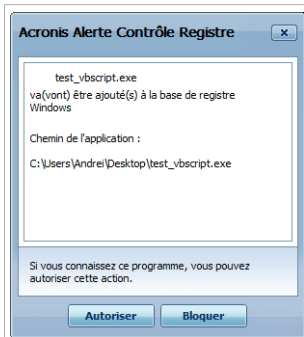 Acronis Alerte Contrôle Registre
test_vbscript.exe
va(vont) être ajouté(s) à la base de registre
Windows
Chemin de l'application :
C:\Users\Andrei\Desktop\test_vbscript.exe
Si vous connaissez ce programme, vous pouvez
autoriser cette action.
Autoriser
Bloquer